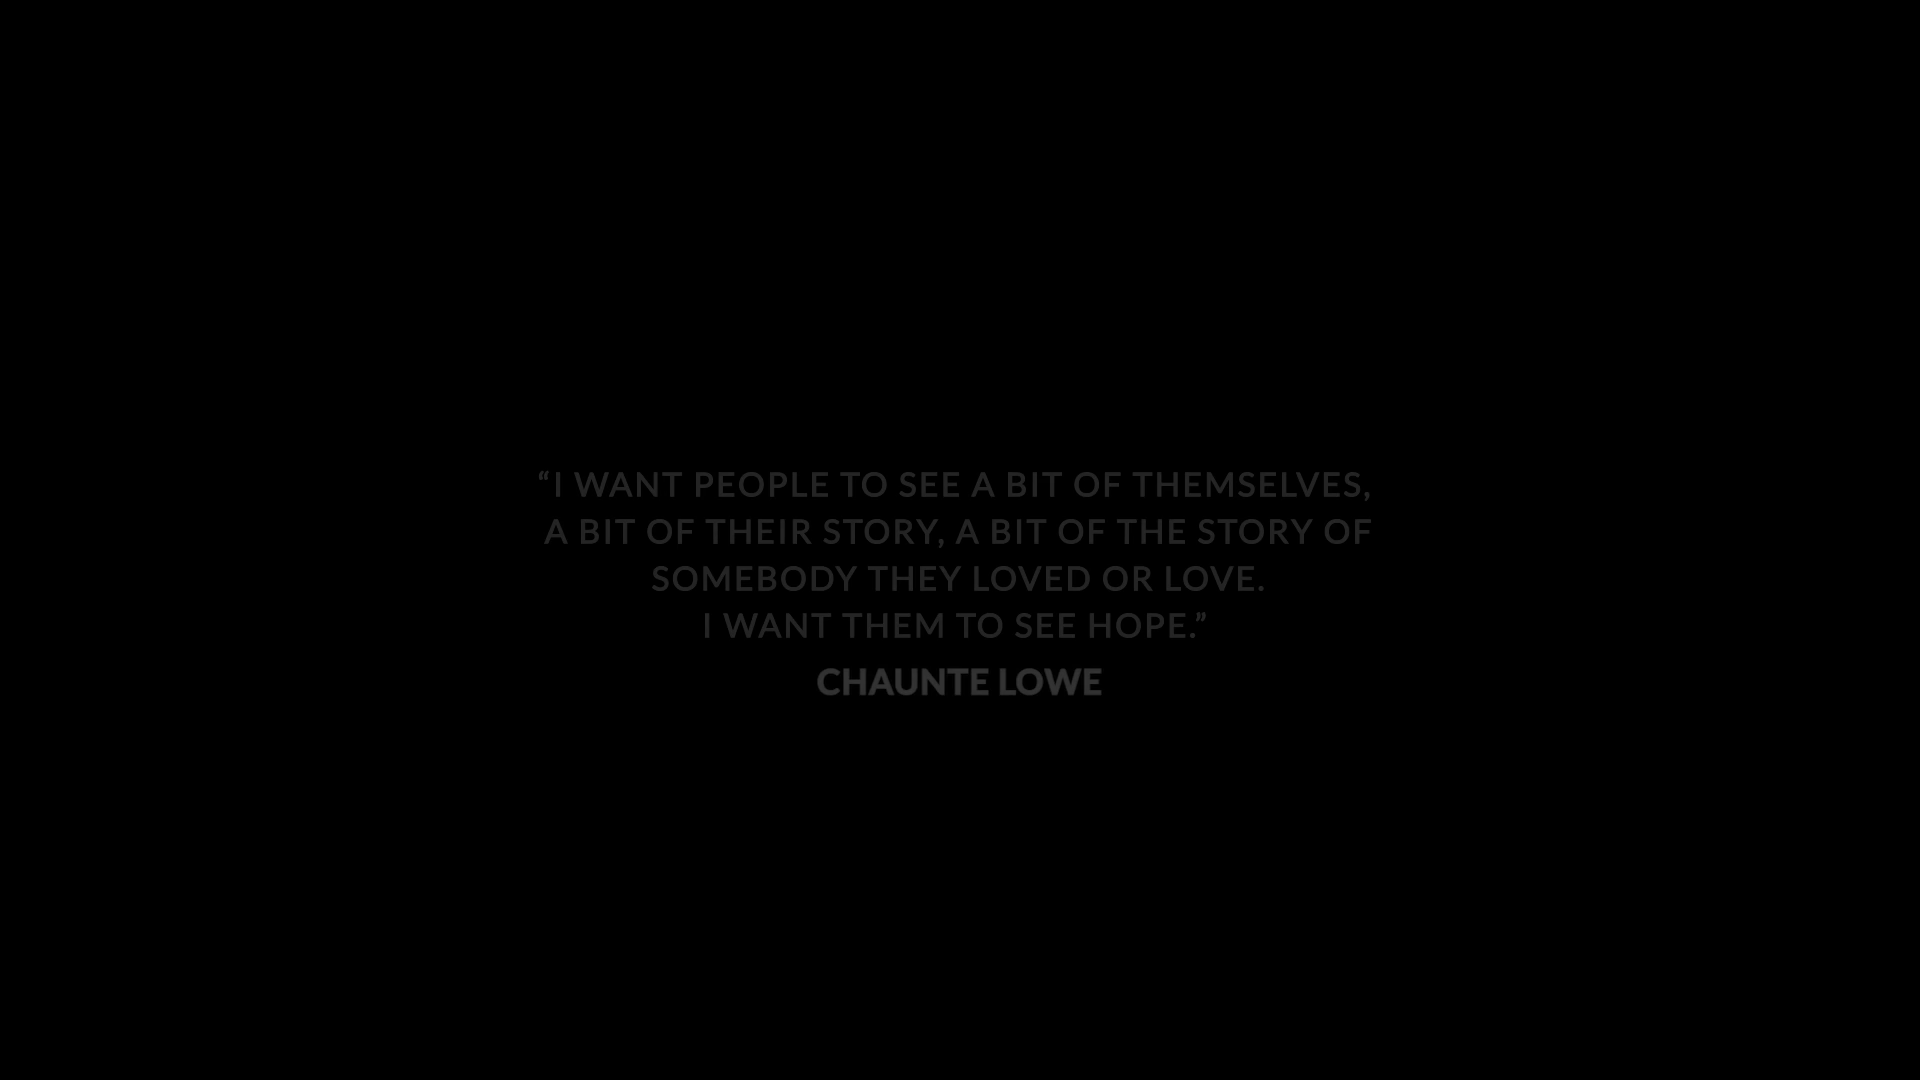 “I WANT PEOPLE TO SEE A BIT OF THEMSELVES,
A BIT OF THEIR STORY, A BIT OF THE STORY OF
SOMEBODY THEY LOVED OR LOVE.
I WANT THEM TO SEE HOPE.”
CHAUNTE LOWE